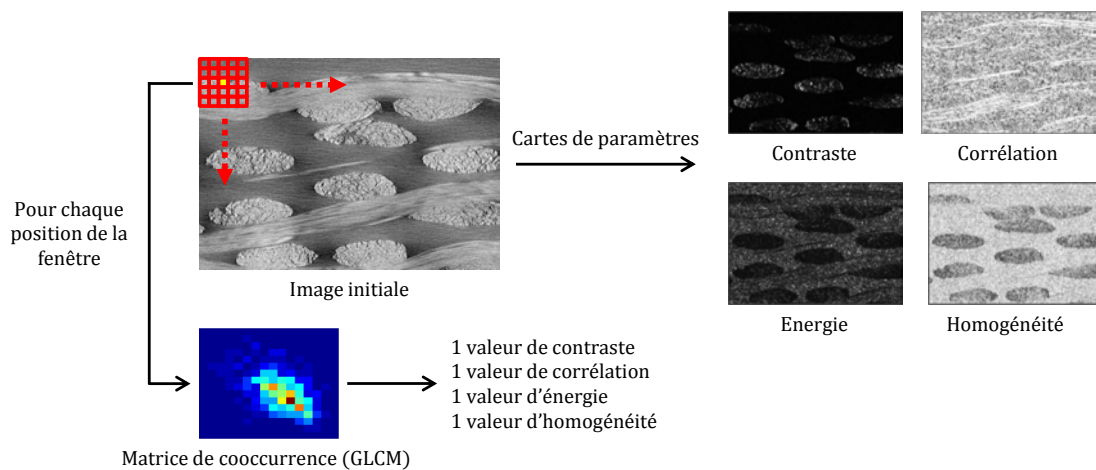 Cartes de paramètres
Contraste
Corrélation
Pour chaque
position de la
fenêtre
Image initiale
Energie
Homogénéité
1 valeur de contraste
1 valeur de corrélation
1 valeur d'énergie
1 valeur d'homogénéité
Matrice de cooccurrence (GLCM)